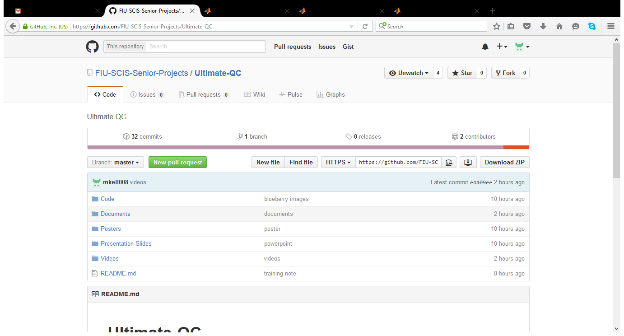 FIU-SCIS-Senior-Projects/...
GitHub, Inc. (US) https://github.com/FIU-SCIS-Senior-Projects/Ultimate-QC Search
This repository Search Pull requests Issues Gist
FIU-SCIS-Senior-Projects / Ultimate-QC Unwatch 4 Star 0 Fork 0
Code Issues 0 Pull requests 0 Wiki Pulse Graphs
Ultimate QC
32 commits 1 branch 0 releases 2 contributors
Branch: master New pull request New file Find file HTTPS https://github.com/FIU-SC Download ZIP
videos Latest commit 2 hours ago
Code blueberry images 10 hours ago
Documents documents 2 hours ago
Posters poster 10 hours ago
Presentation Slides powerpoint 10 hours ago
Videos videos 2 hours ago
README.md training note hours ago
README.md
Ultimate QC